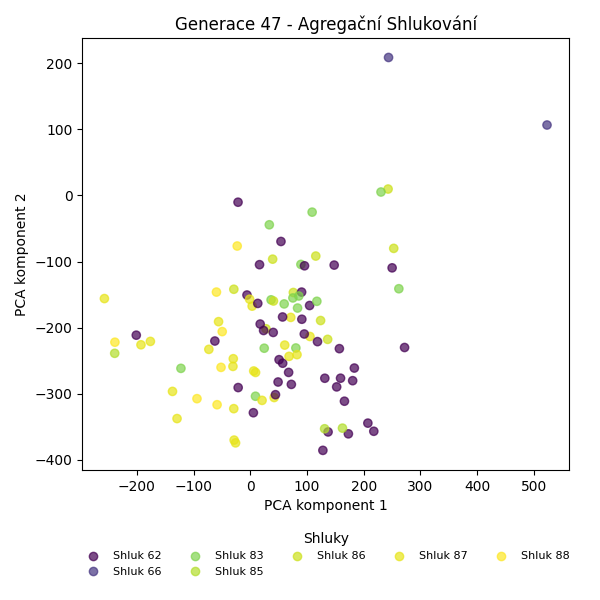 Generace 47 - Agregační Shlukování
200
100
0
−100
−200
−300
−400
PCA komponent 2
−200 −100 0 100 200 300 400 500
PCA komponent 1
Shluky
Shluk 62 Shluk 83 Shluk 86 Shluk 87 Shluk 88
Shluk 66 Shluk 85